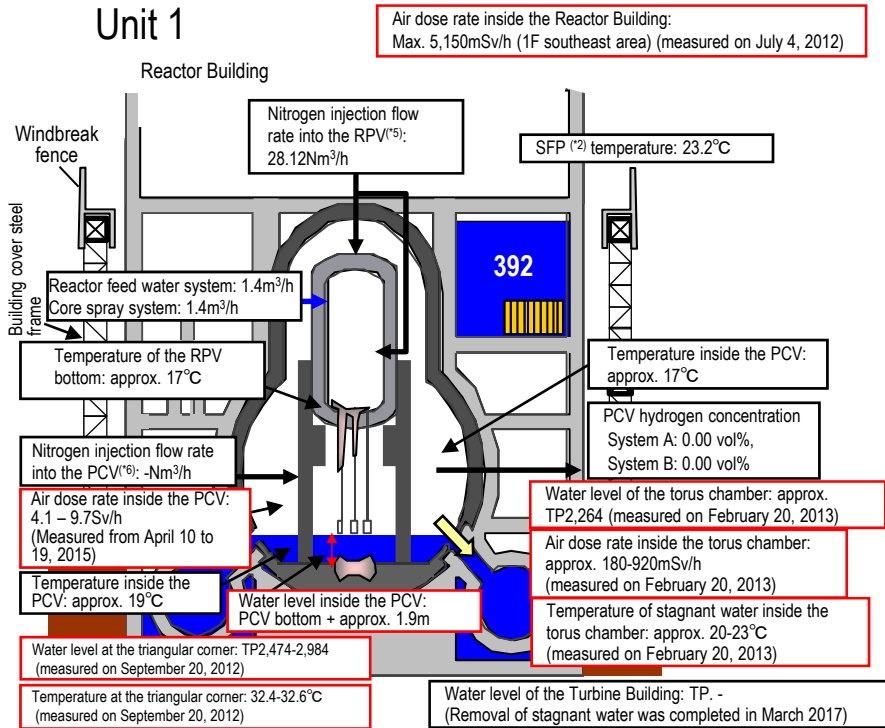 Unit 1
Air dose rate inside the Reactor Building:
Max. 5,150mSv/h (1F southeast area) (measured on July 4, 2012)
Reactor Building
Nitrogen injection flow
rate into the RPV(*5):
28.12Nm³/h
Windbreak
fence
SFP (*2) temperature: 23.2℃
392
Building cover steel
frame
Reactor feed water system: 1.4m³/h
Core spray system: 1.4m³/h
Temperature of the RPV
bottom: approx. 17℃
Temperature inside the PCV:
approx. 17℃
PCV hydrogen concentration
System A: 0.00 vol%,
System B: 0.00 vol%
Nitrogen injection flow rate
into the PCV(*6): -Nm³/h
Air dose rate inside the PCV:
4.1 – 9.7Sv/h
(Measured from April 10 to
19, 2015)
Water level of the torus chamber: approx.
TP2,264 (measured on February 20, 2013)
Air dose rate inside the torus chamber:
approx. 180-920mSv/h
(measured on February 20, 2013)
Temperature inside the
PCV: approx. 19℃
Water level inside the PCV:
PCV bottom + approx. 1.9m
Temperature of stagnant water inside the
torus chamber: approx. 20-23℃
(measured on February 20, 2013)
Water level at the triangular corner: TP2,474-2,984
(measured on September 20, 2012)
Temperature at the triangular corner: 32.4-32.6℃
(measured on September 20, 2012)
Water level of the Turbine Building: TP. -
(Removal of stagnant water was completed in March 2017)